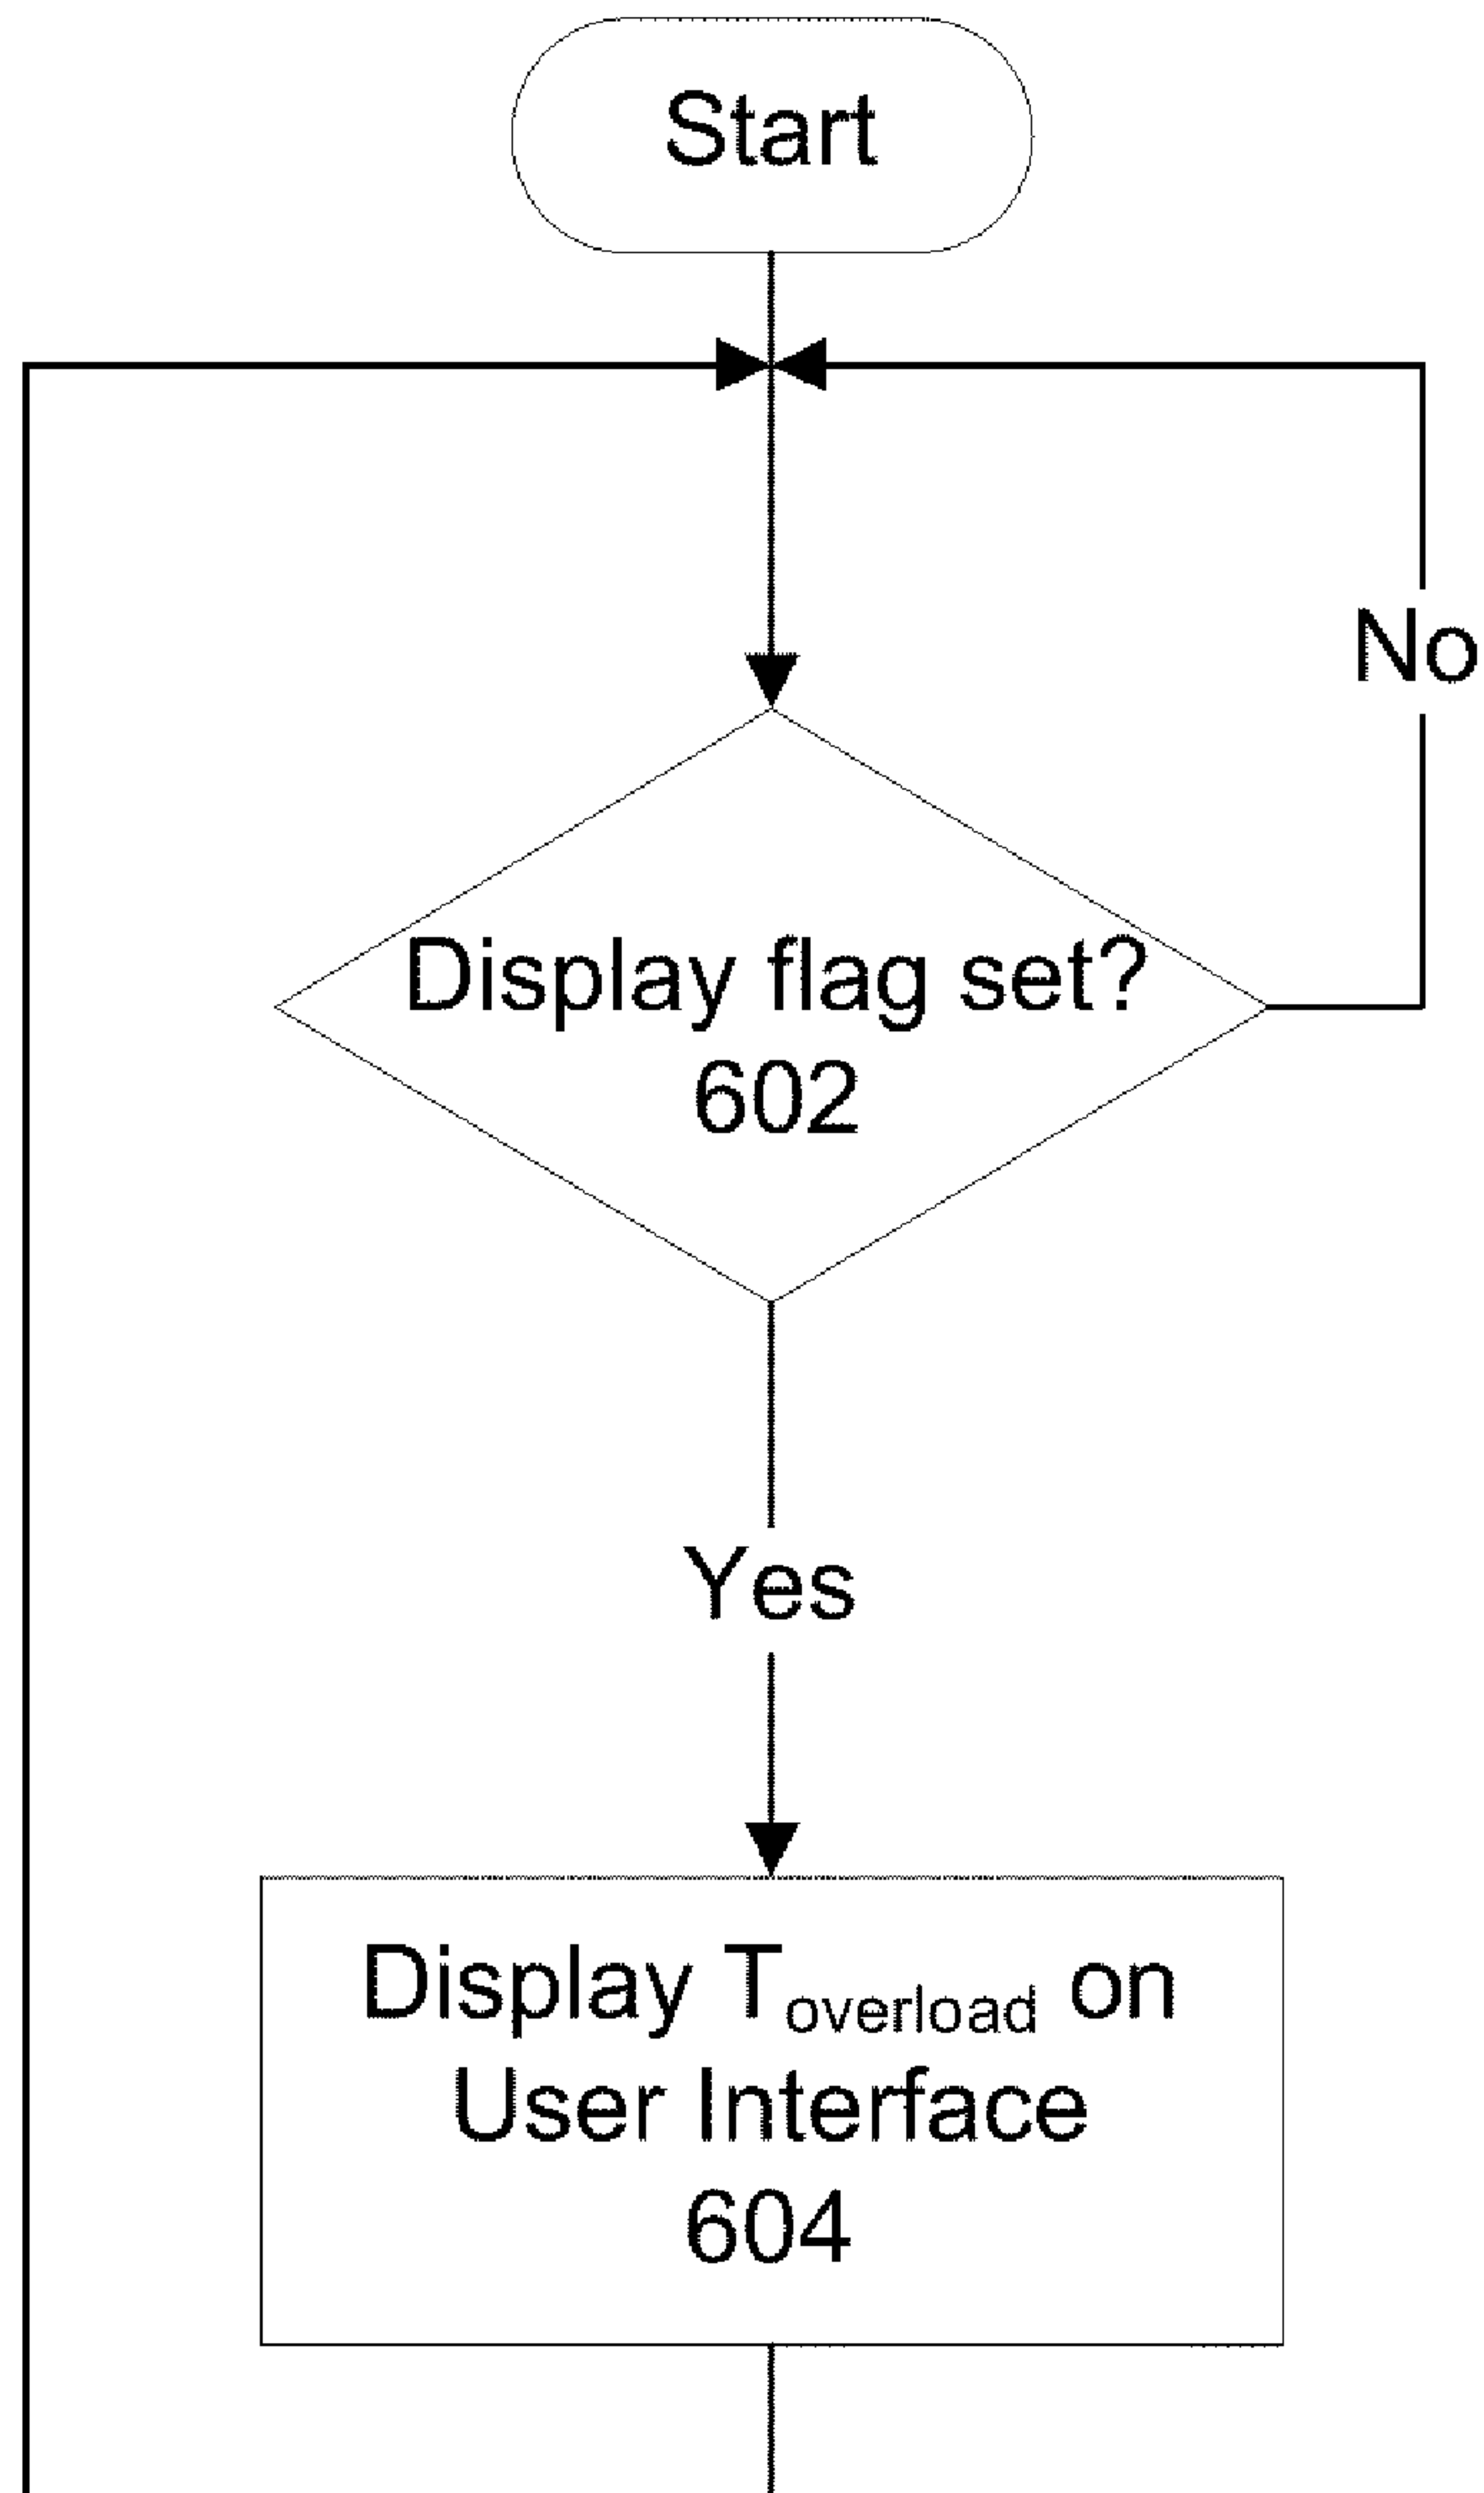 Start
No
Display flag set?
602
Yes
Display Toverload on
User Interface
604